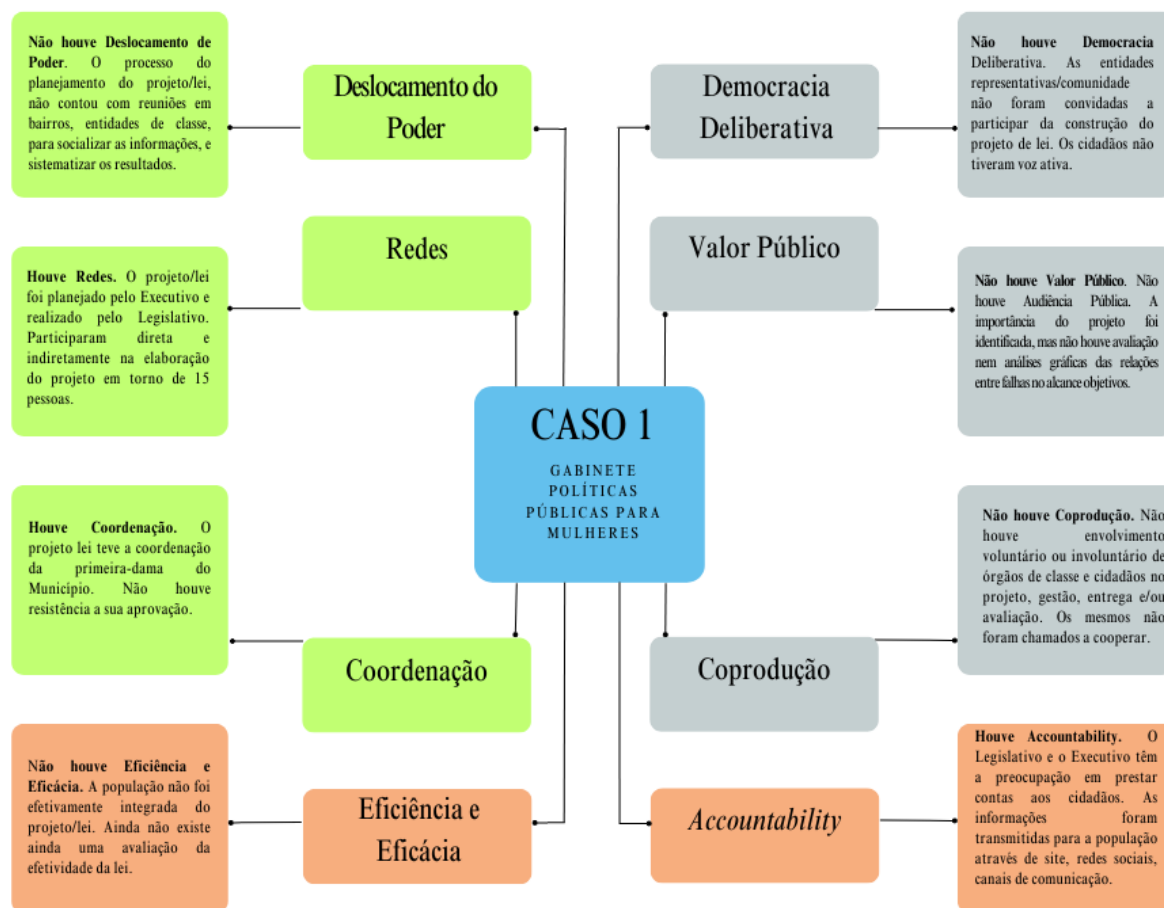 Não houve Deslocamento de
Poder. O processo do
planejamento do projeto/lei,
não contou com reuniões em
bairros, entidades de classe,
para socializar as informações, e
sistematizar os resultados.
Deslocamento do
Poder
Democracia
Deliberativa
Não houve Democracia
Deliberativa. As entidades
representativas/comunidade
não foram convidadas a
participar da construção do
projeto de lei. Os cidadãos não
tiveram voz ativa.
Houve Redes. O projeto/lei
foi planejado pelo Executivo e
realizado pelo Legislativo.
Participaram direta e
indiretamente na elaboração
do projeto em torno de 15
pessoas.
Redes
Valor Público
Não houve Valor Público. Não
houve Audiência Pública. A
importância do projeto foi
identificada, mas não houve avaliação
nem análises gráficas das relações
entre falhas no alcance objetivos.
CASO 1
GABINETE
POLÍTICAS
PÚBLICAS PARA
MULHERES
Houve Coordenação. O
projeto lei teve a coordenação
da primeira-dama do
Município. Não houve
resistência a sua aprovação.
Coordenação
Coprodução
Não houve Coprodução. Não
houve envolvimento
voluntário ou involuntário de
órgãos de classe e cidadãos no
projeto, gestão, entrega e/ou
avaliação. Os mesmos não
foram chamados a cooperar.
Não houve Eficiência e
Eficácia. A população não foi
efetivamente integrada do
projeto/lei. Ainda não existe
ainda uma avaliação da
efetividade da lei.
Eficiência e
Eficácia
Accountability
Houve Accountability. O
Legislativo e o Executivo têm
a preocupação em prestar
contas aos cidadãos. As
informações foram
transmitidas para a população
através de site, redes sociais,
canais de comunicação.